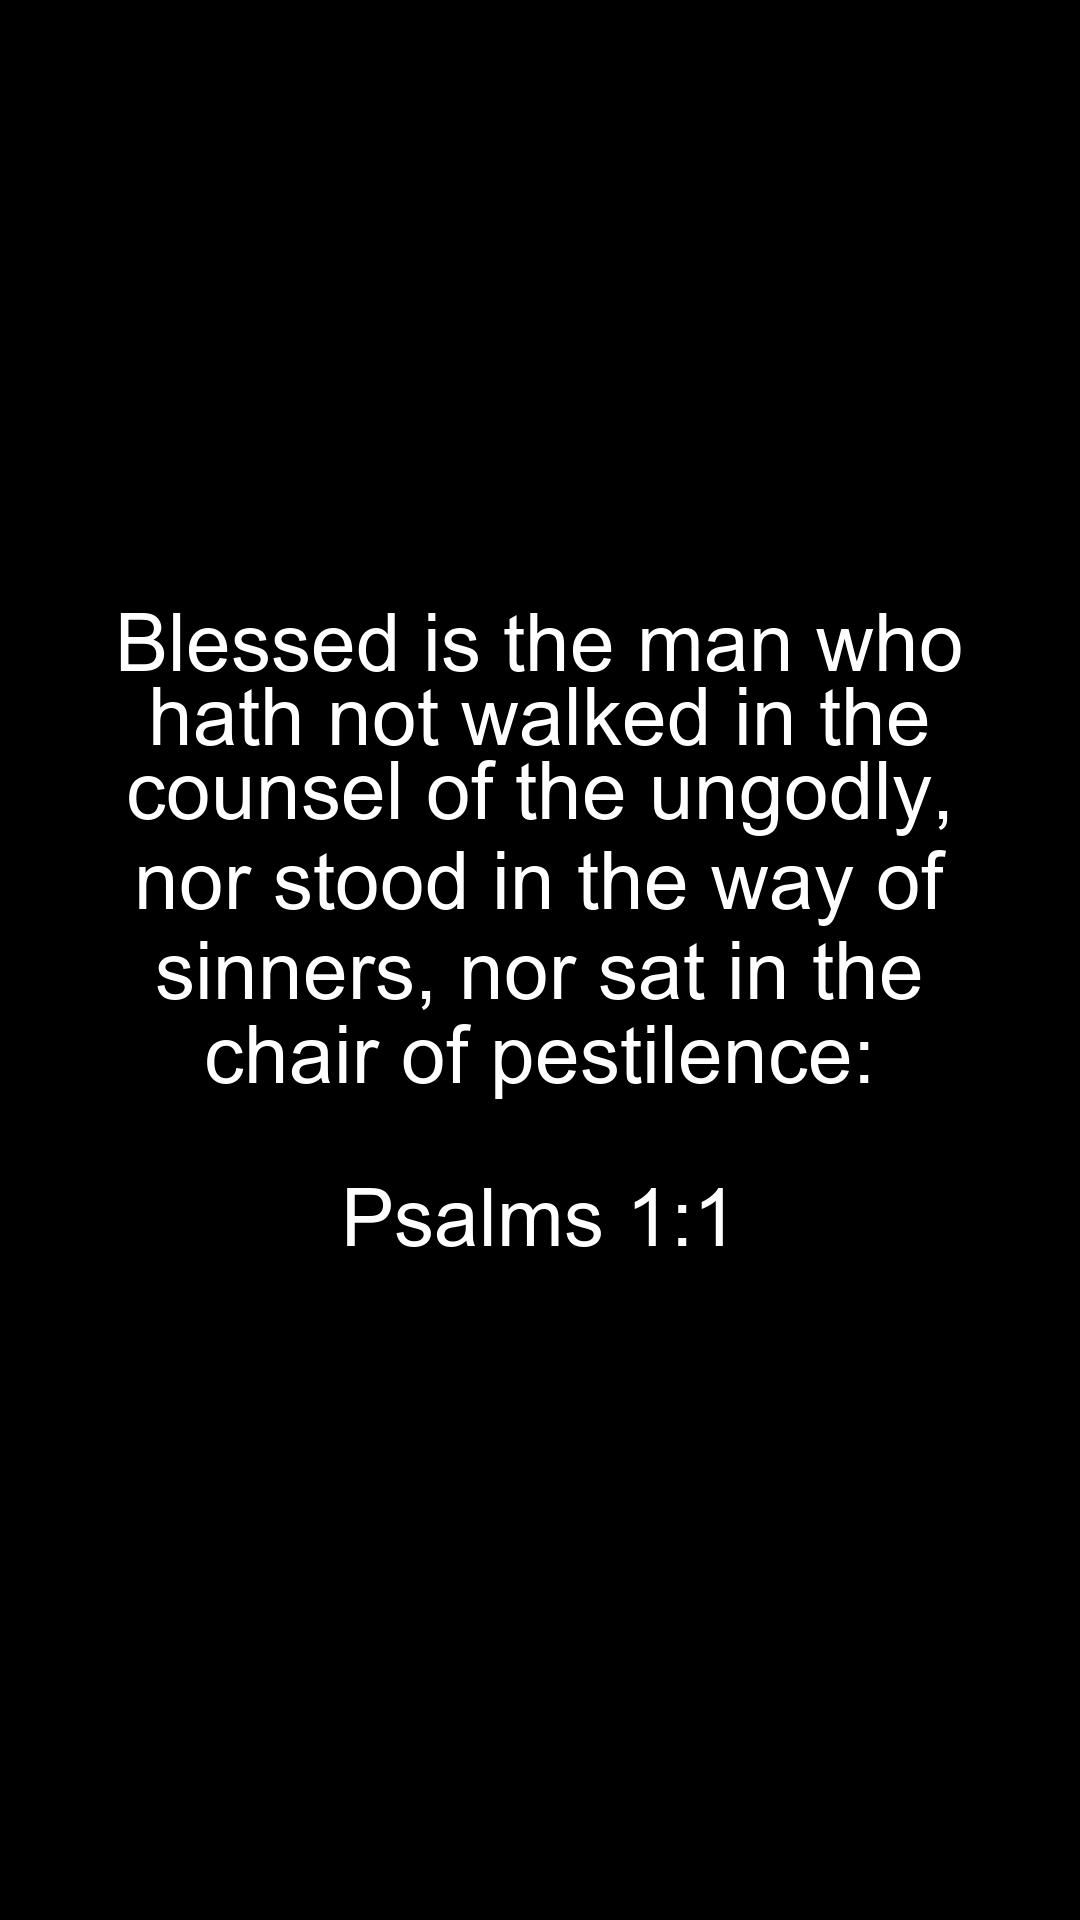 Blessed is the man who
hath not walked in the
counsel of the ungodly,
nor stood in the way of
sinners, nor sat in the
chair of pestilence:
Psalms 1:1